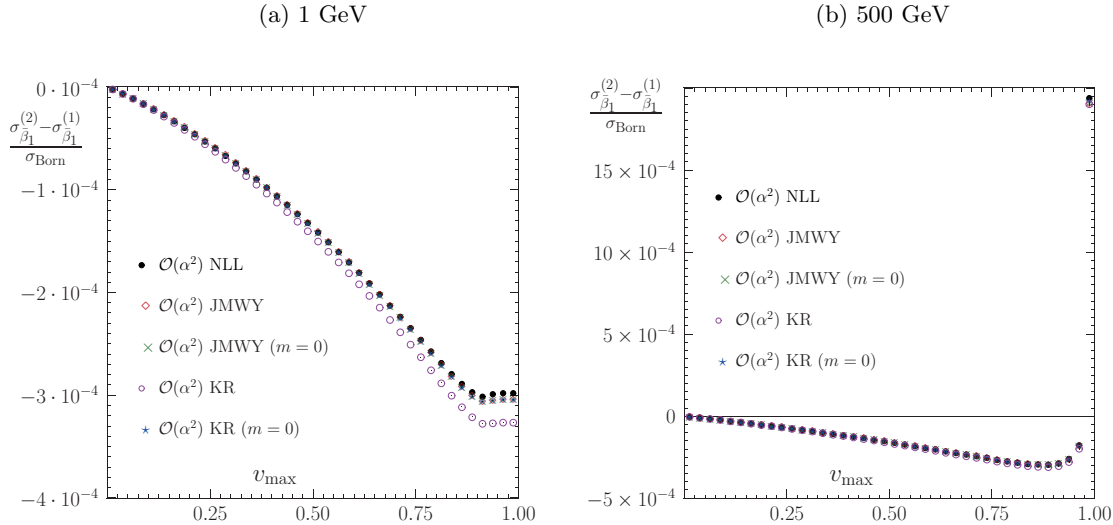 (a) 1 GeV
0 · 10⁻⁴
σ_β̄₁^(2) − σ_β̄₁^(1)
σ_Born
−1 · 10⁻⁴
−2 · 10⁻⁴
−3 · 10⁻⁴
−4 · 10⁻⁴
𝒪(α²) NLL
𝒪(α²) JMWY
𝒪(α²) JMWY (m = 0)
𝒪(α²) KR
𝒪(α²) KR (m = 0)
v_max
0.25 0.50 0.75 1.00
(b) 500 GeV
σ_β̄₁^(2) − σ_β̄₁^(1)
σ_Born
15 × 10⁻⁴
10 × 10⁻⁴
5 × 10⁻⁴
0
−5 × 10⁻⁴
𝒪(α²) NLL
𝒪(α²) JMWY
𝒪(α²) JMWY (m = 0)
𝒪(α²) KR
𝒪(α²) KR (m = 0)
v_max
0.25 0.50 0.75 1.00